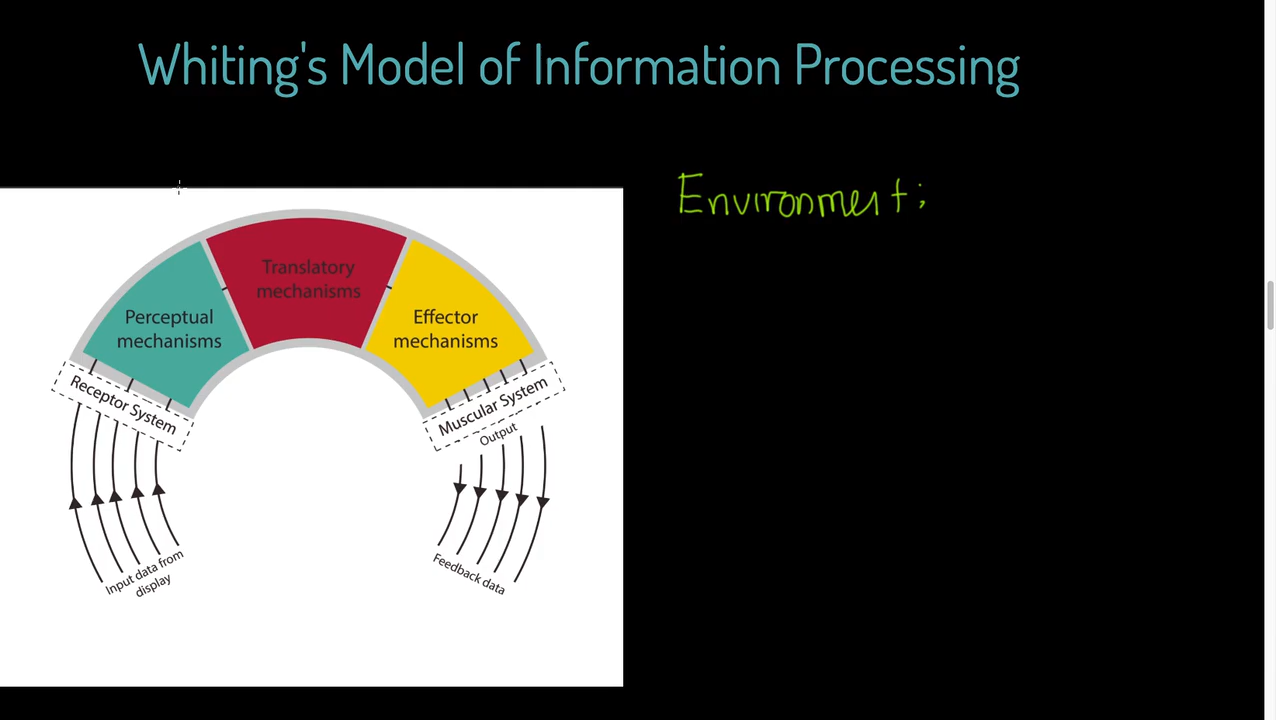 Whiting's Model of Information Processing
Environment;
Translatory
mechanisms
Perceptual
mechanisms
Effector
mechanisms
Receptor System
Muscular System
Output
Input data from
display
Feedback data